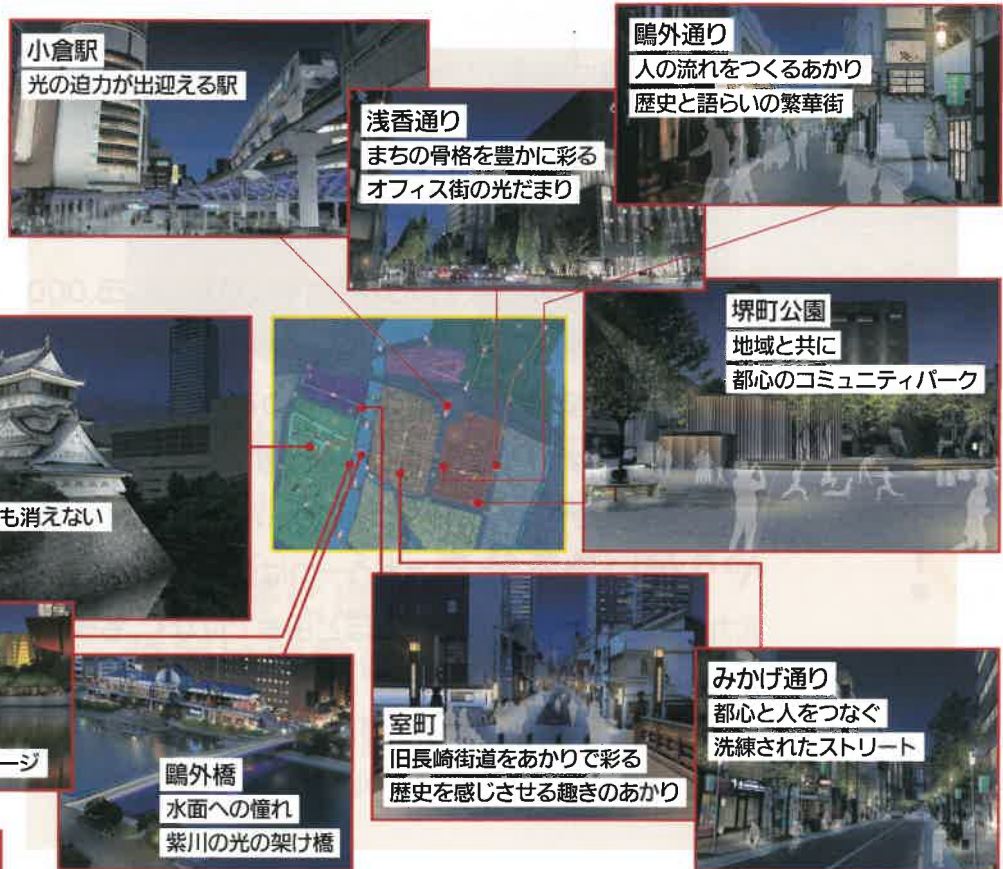 小倉駅
光の迫力が出迎える駅
浅香通り
まちの骨格を豊かに彩る
オフィス街の光だまり
鷗外通り
人の流れをつくるあかり
歴史と語らいの繁華街
堺町公園
地域と共に
都心のコミュニティパーク
も消えない
ージ
鷗外橋
水面への憧れ
紫川の光の架け橋
室町
旧長崎街道をあかりで彩る
歴史を感じさせる趣きのあかり
みかげ通り
都心と人をつなぐ
洗練されたストリート